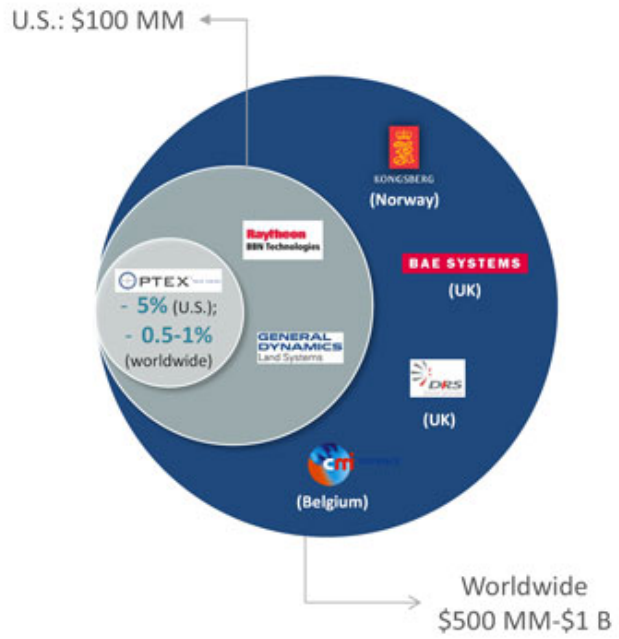 U.S.: $100 MM
KONGSBERG
(Norway)
Raytheon
BBN Technologies
BAE SYSTEMS
(UK)
OPTEX
- 5% (U.S.);
- 0.5-1%
(worldwide)
GENERAL
DYNAMICS
Land Systems
DRS
(UK)
cmi
(Belgium)
Worldwide
$500 MM-$1 B